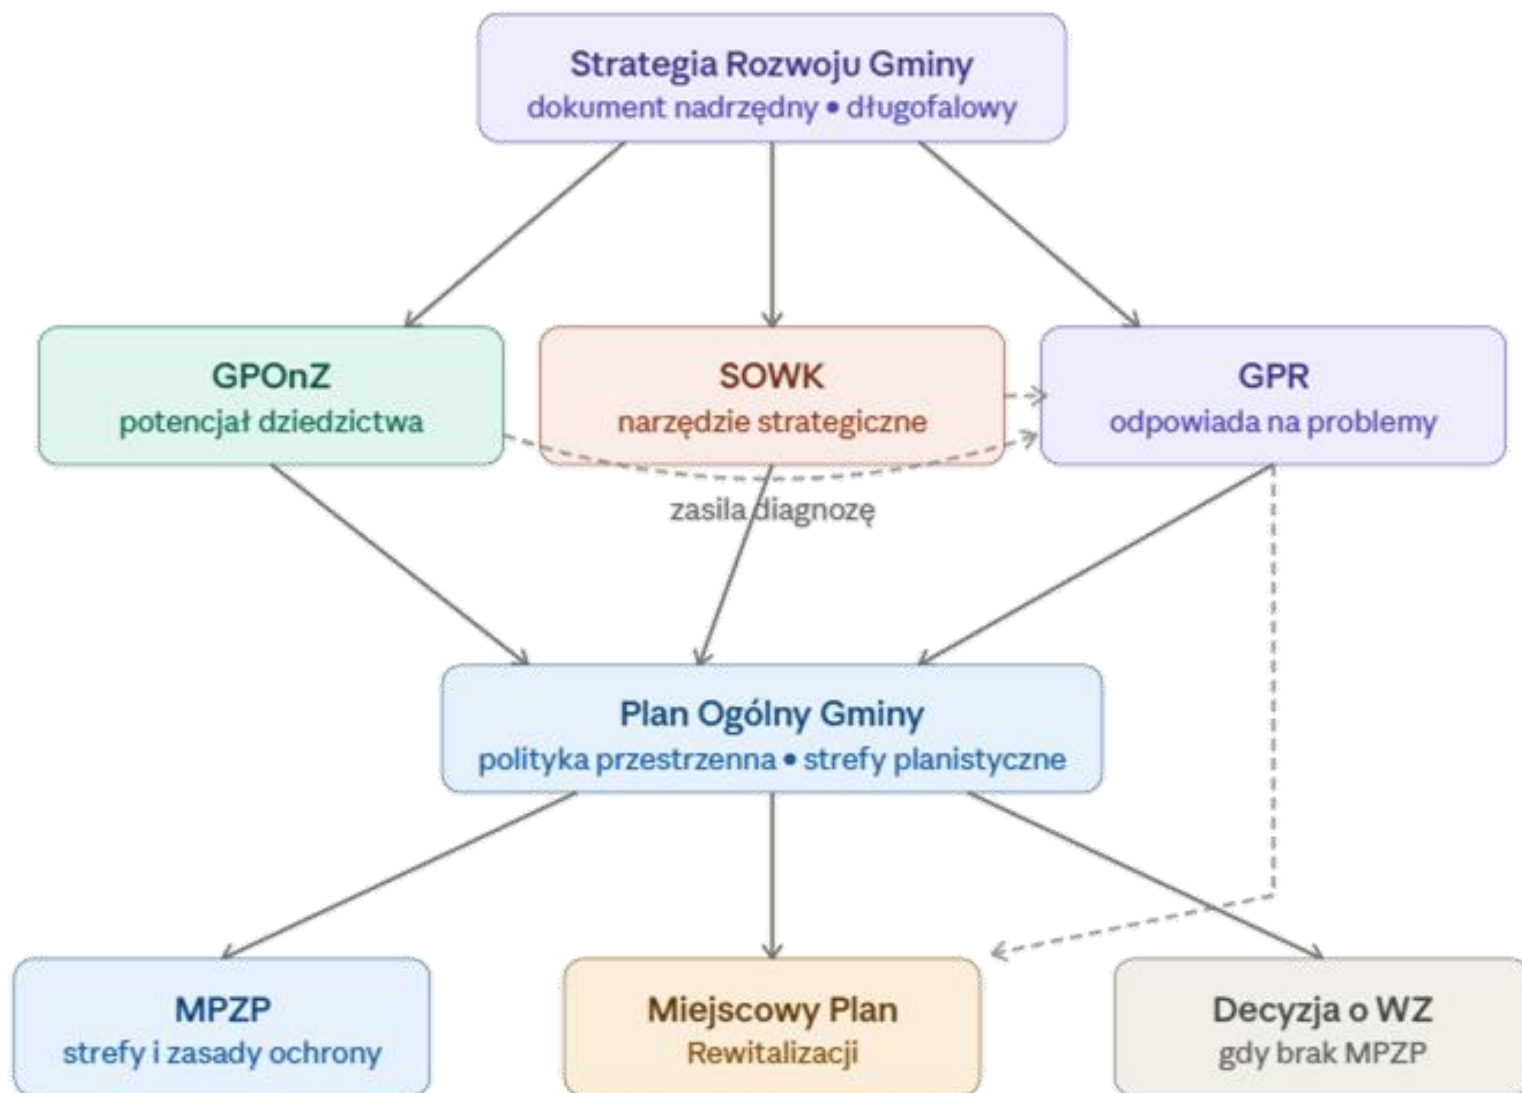 Strategia Rozwoju Gminy
dokument nadrzędny • długofalowy
GPOnZ
potencjał dziedzictwa
SOWK
narzędzie strategiczne
GPR
odpowiada na problemy
zasila diagnozę
Plan Ogólny Gminy
polityka przestrzenna • strefy planistyczne
MPZP
strefy i zasady ochrony
Miejscowy Plan
Rewitalizacji
Decyzja o WZ
gdy brak MPZP